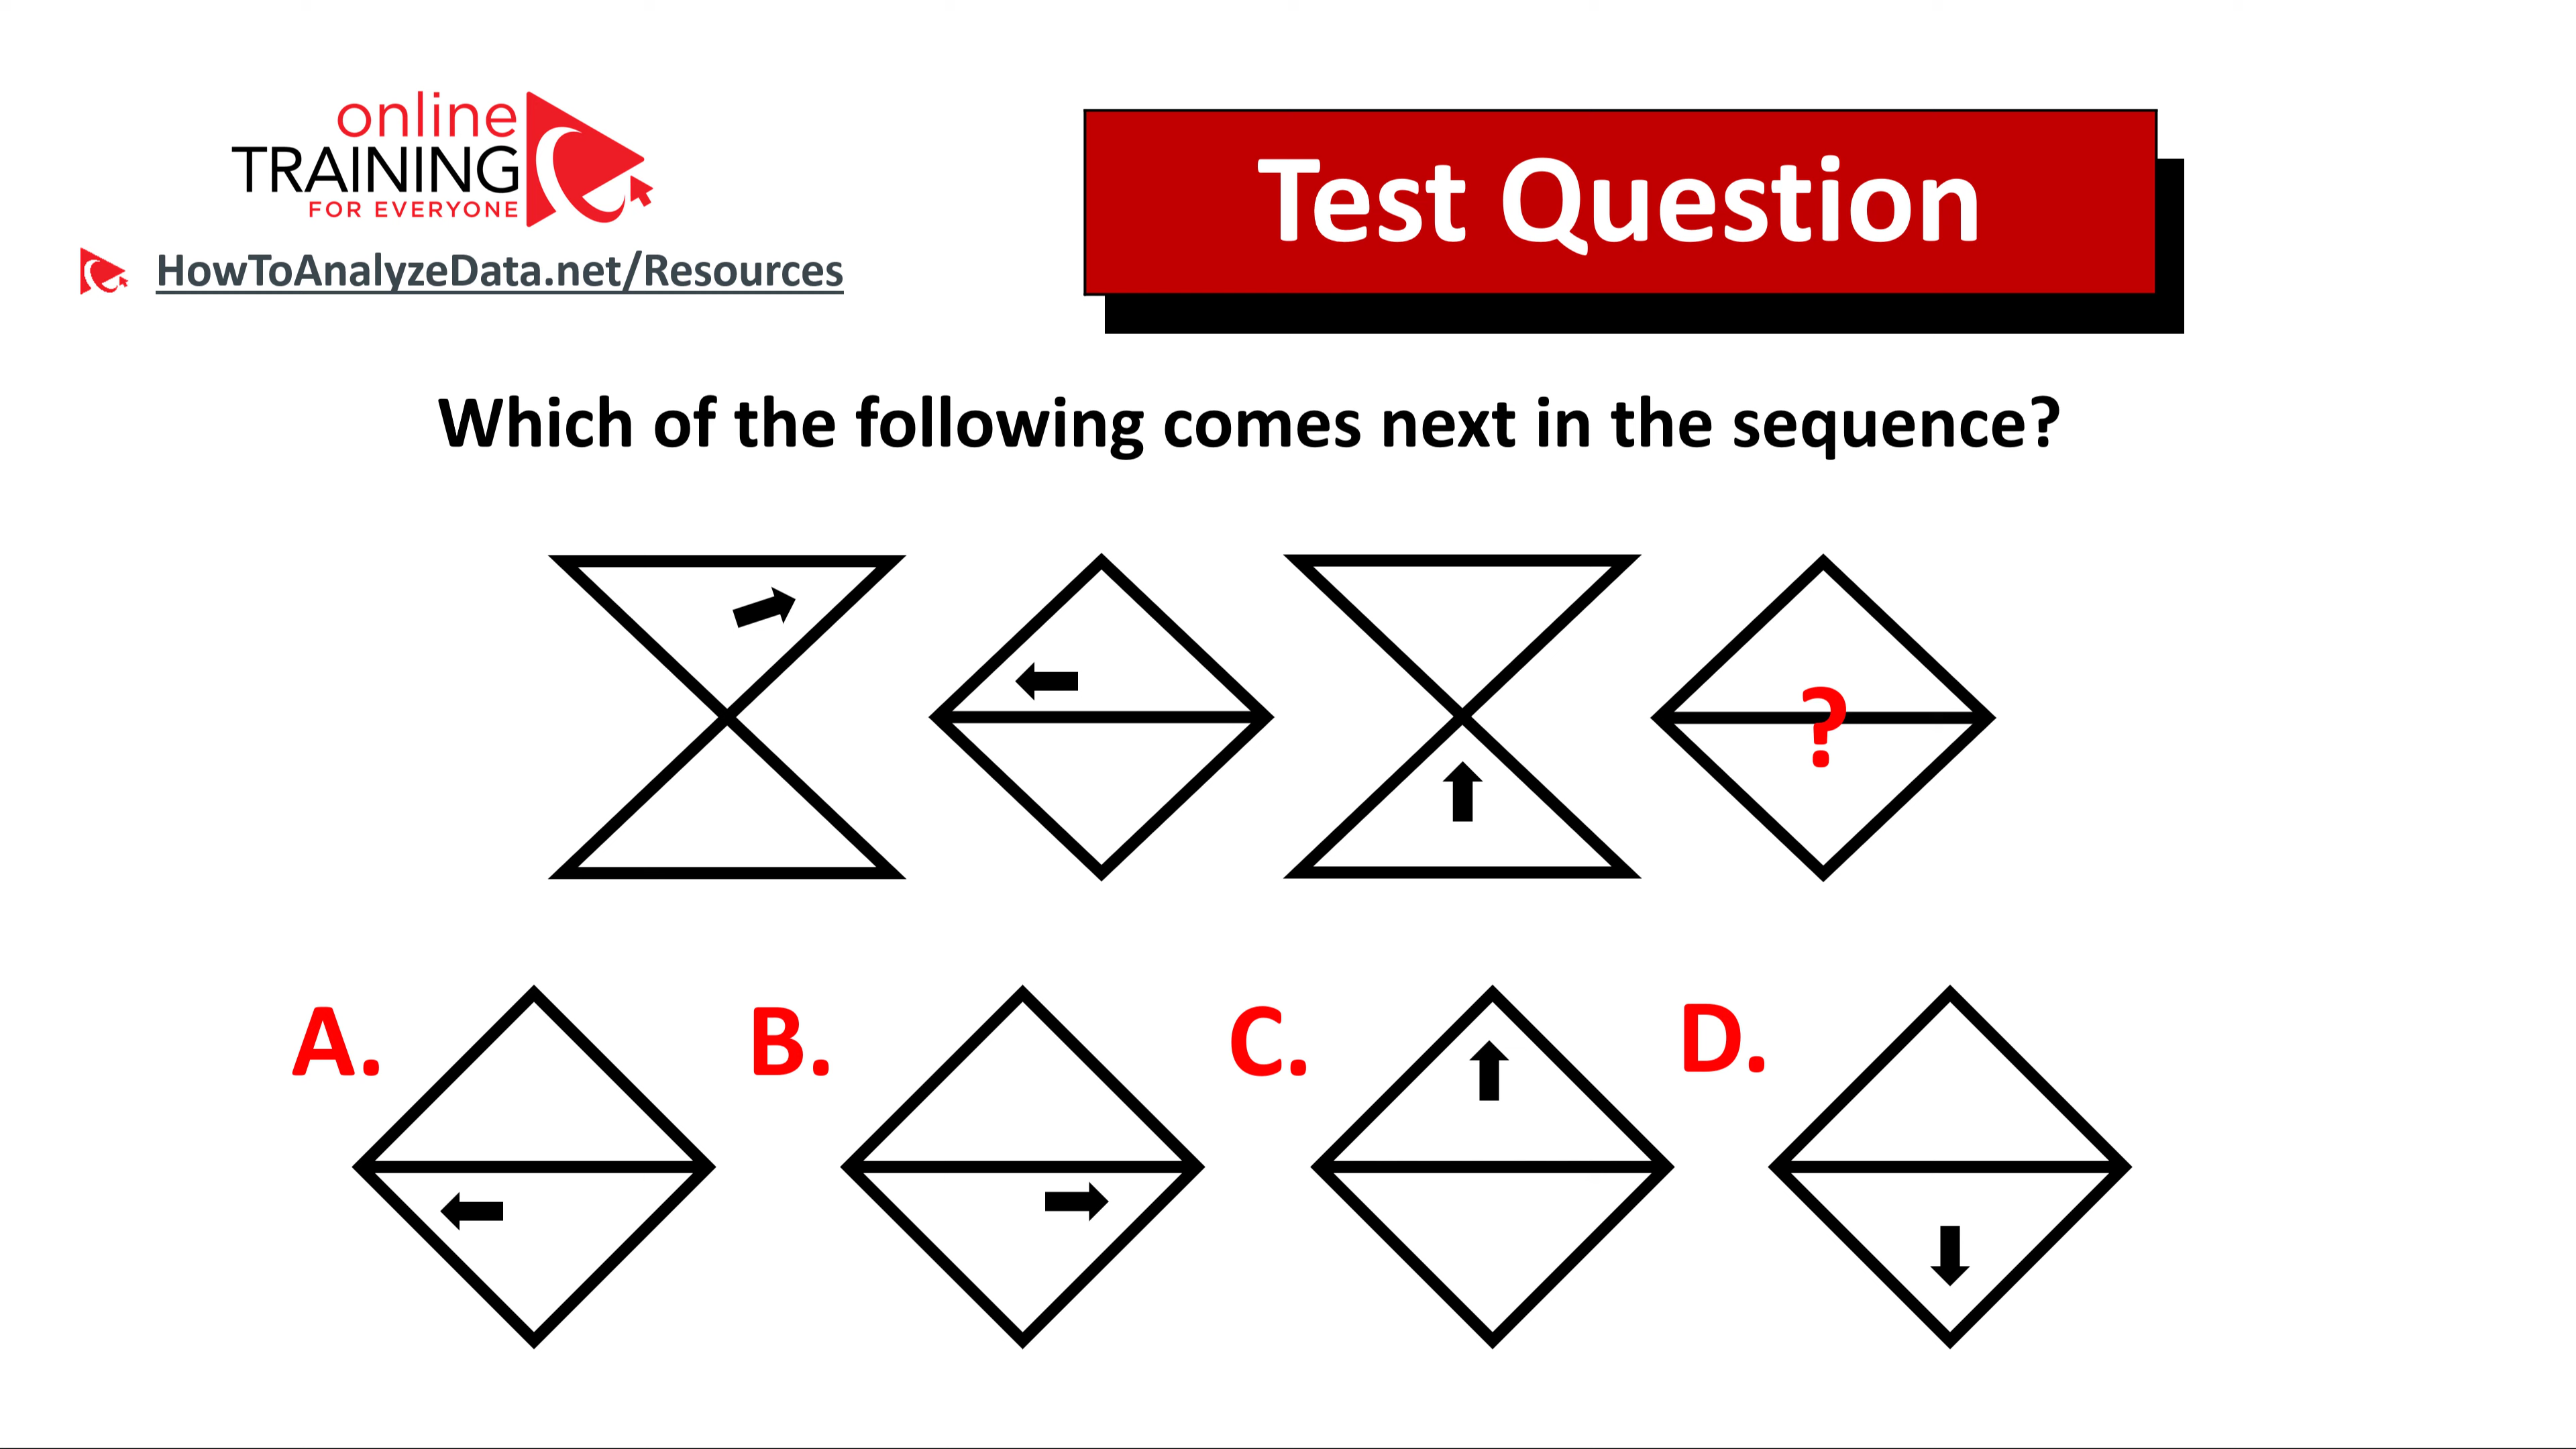 online
TRAINING
FOR EVERYONE
HowToAnalyzeData.net/Resources
Test Question
Which of the following comes next in the sequence?
?
A.
B.
C.
D.